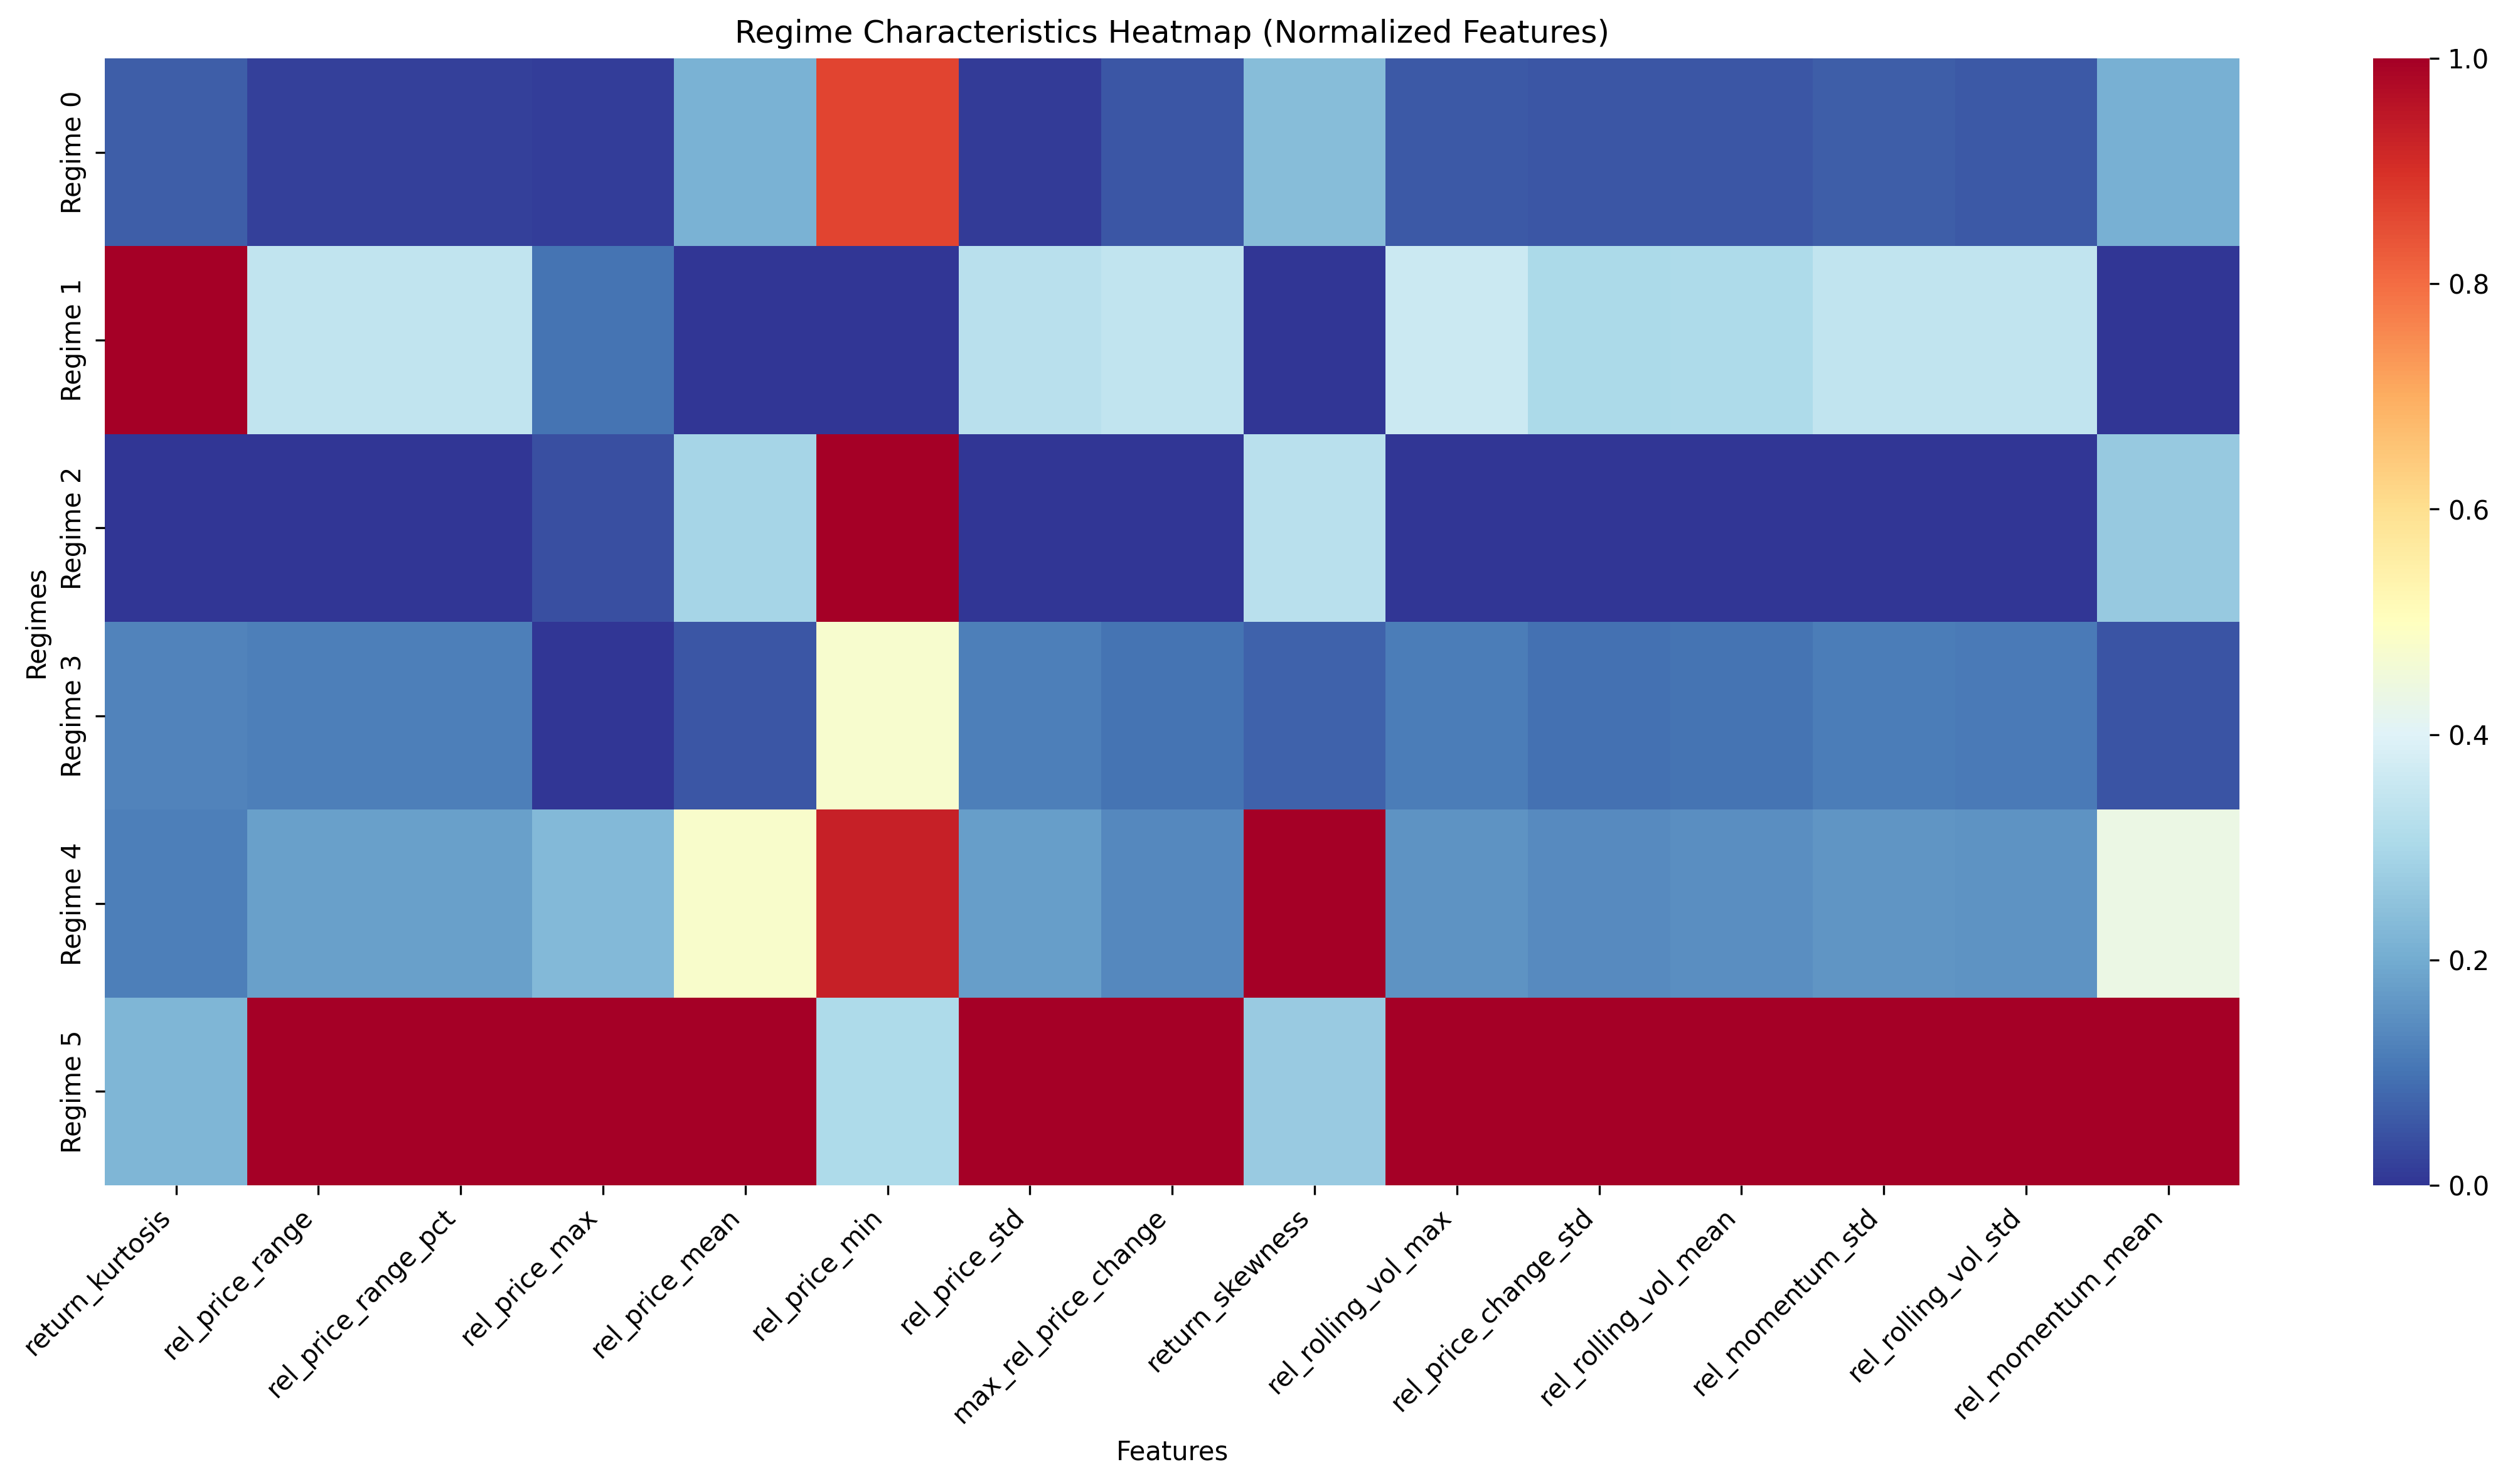 Regime Characteristics Heatmap (Normalized Features)
Regimes
Regime 0
Regime 1
Regime 2
Regime 3
Regime 4
Regime 5
return_kurtosis
rel_price_range
rel_price_range_pct
rel_price_max
rel_price_mean
rel_price_min
rel_price_std
max_rel_price_change
return_skewness
rel_rolling_vol_max
rel_price_change_std
rel_rolling_vol_mean
rel_momentum_std
rel_rolling_vol_std
rel_momentum_mean
Features
1.0
0.8
0.6
0.4
0.2
0.0